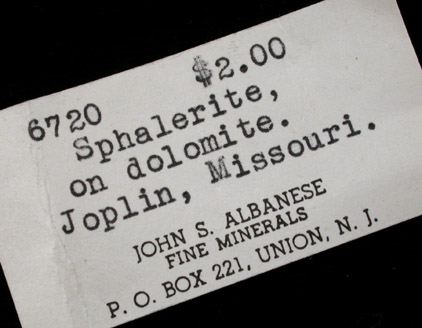 6720 $2.00
Sphalerite,
on dolomite.
Joplin, Missouri.
JOHN S. ALBANESE
FINE MINERALS
P. O. BOX 221, UNION, N. J.